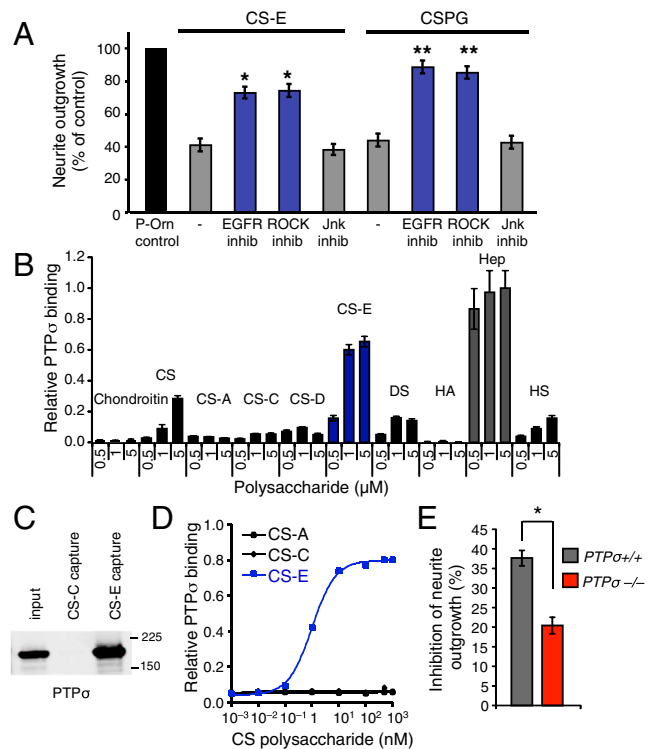 A
CS-E
CSPG
Neurite outgrowth
(% of control)
100
80
60
40
20
0
*
*
**
**
P-Orn
control
-
EGFR
inhib
ROCK
inhib
Jnk
inhib
-
EGFR
inhib
ROCK
inhib
Jnk
inhib
B
Relative PTPσ binding
1.2
1.0
0.8
0.6
0.4
0.2
0.0
Chondroitin
CS
CS-A
CS-C
CS-D
CS-E
DS
HA
Hep
HS
0.5 1 5 0.5 1 5 0.5 1 5 0.5 1 5 0.5 1 5 0.5 1 5 0.5 1 5 0.5 1 5 0.5 1 5 0.5 1 5
Polysaccharide (μM)
C
input
CS-C capture
CS-E capture
225
150
PTPσ
D
Relative PTPσ binding
1.0
0.8
0.6
0.4
0.2
0.0
CS-A
CS-C
CS-E
10⁻³ 10⁻² 10⁻¹ 1 10¹ 10² 10³
CS polysaccharide (nM)
E
Inhibition of neurite
outgrowth (%)
45
40
35
30
25
20
15
10
5
0
*
PTPσ+/+
PTPσ −/−